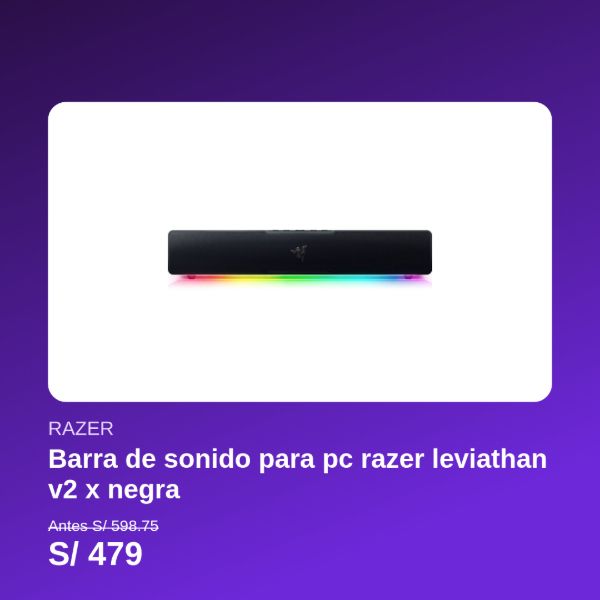 RAZER
Barra de sonido para pc razer leviathan
v2 x negra
Antes S/ 598.75
S/ 479